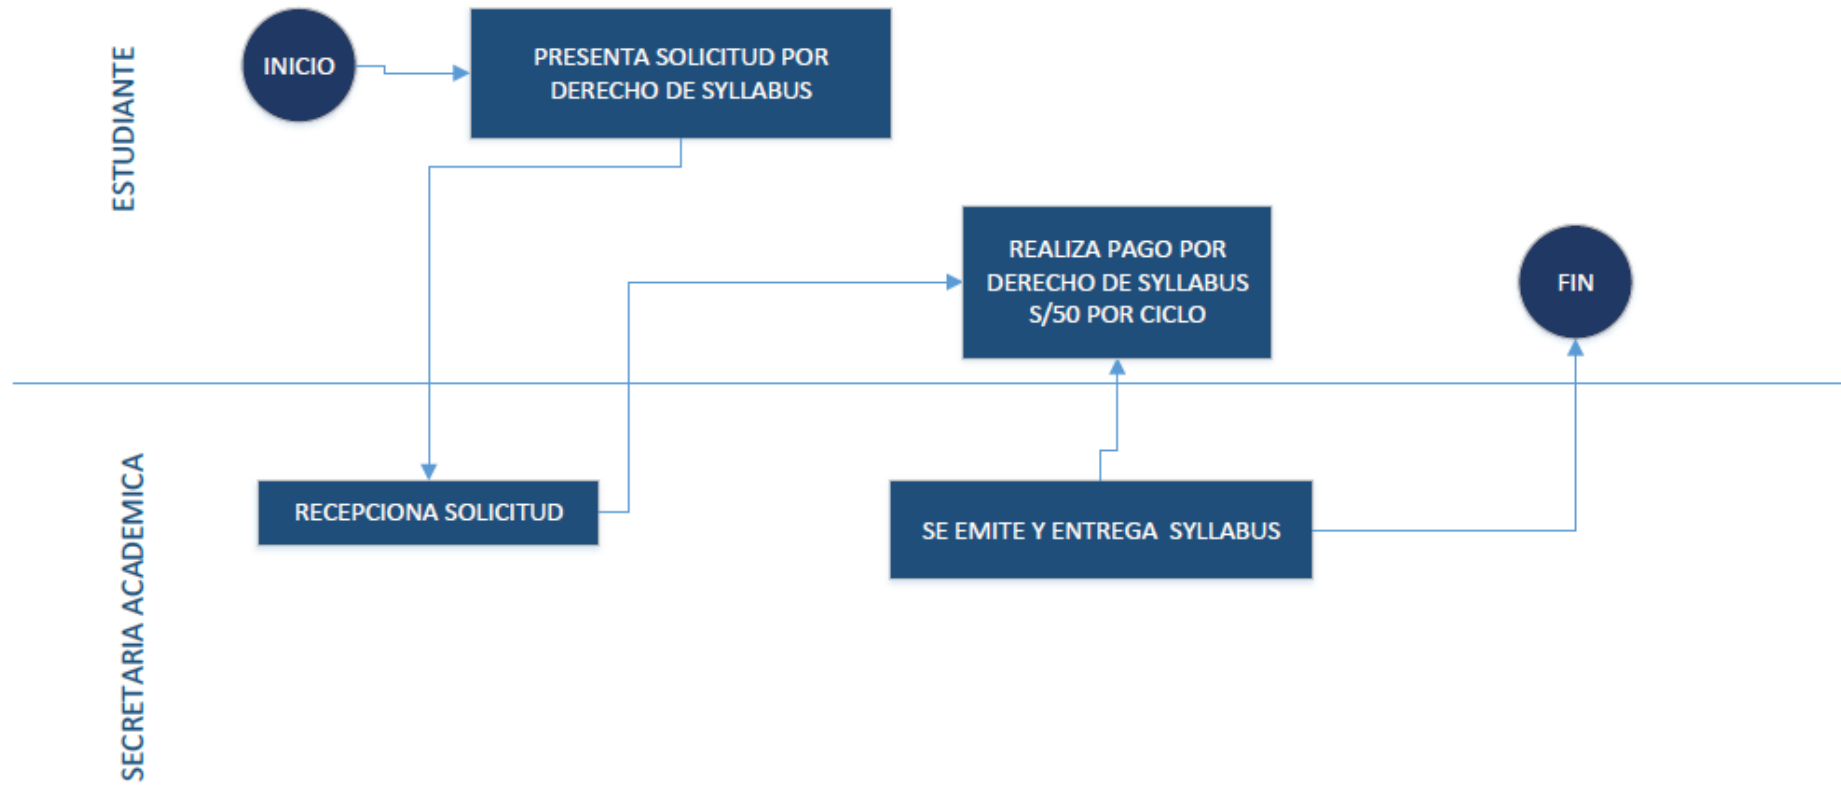 ESTUDIANTE
INICIO
PRESENTA SOLICITUD POR
DERECHO DE SYLLABUS
REALIZA PAGO POR
DERECHO DE SYLLABUS
S/50 POR CICLO
FIN
SECRETARIA ACADEMICA
RECEPCIONA SOLICITUD
SE EMITE Y ENTREGA SYLLABUS